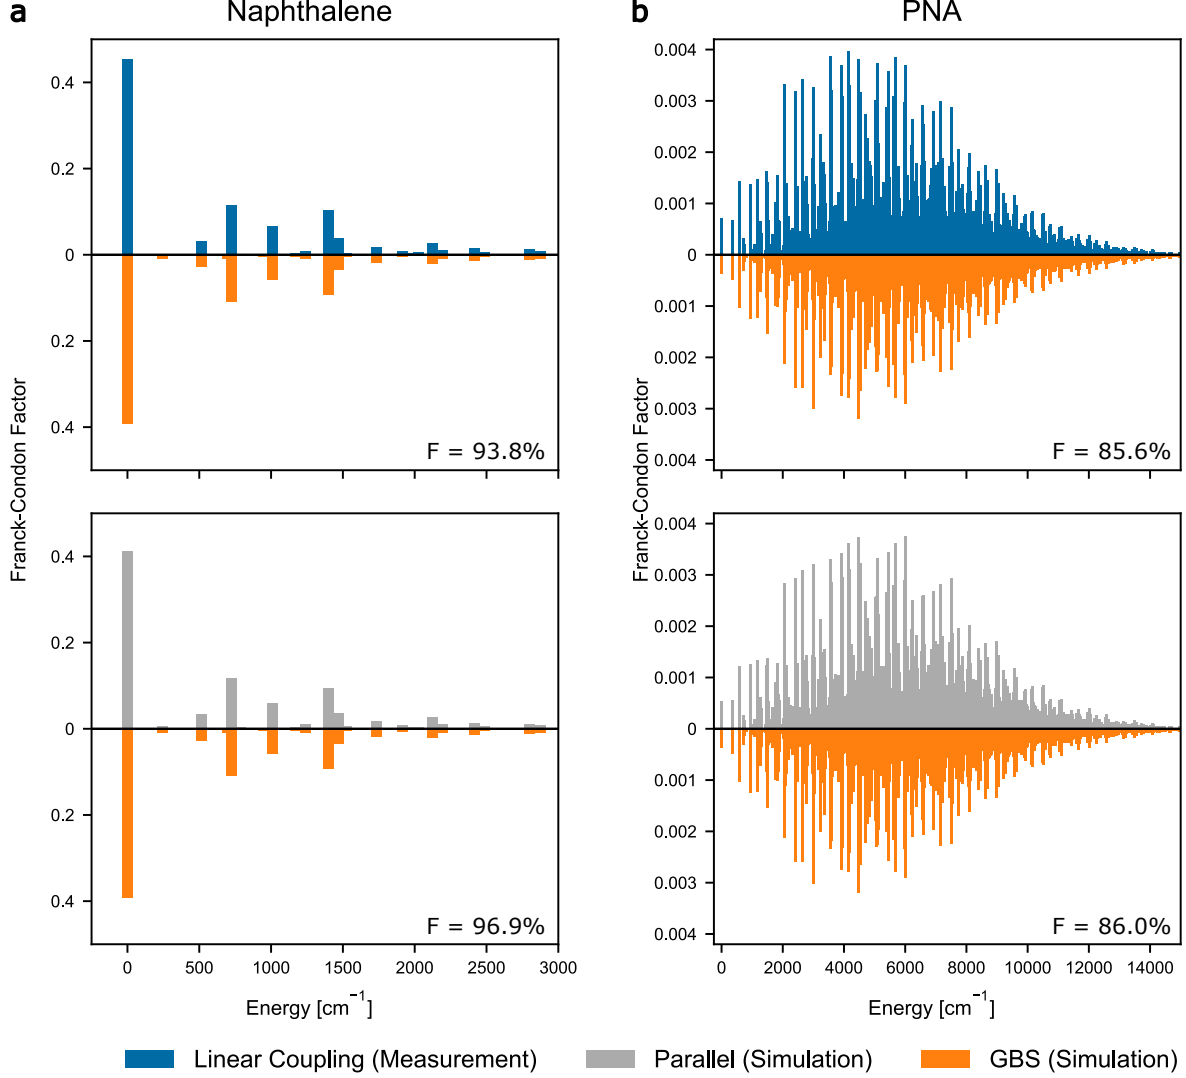 a
Naphthalene
b
PNA
0.4
0.2
0
0.2
0.4
F = 93.8%
0.004
0.003
0.002
0.001
0
0.001
0.002
0.003
0.004
F = 85.6%
Franck-Condon Factor
Franck-Condon Factor
0.4
0.2
0
0.2
0.4
F = 96.9%
0 500 1000 1500 2000 2500 3000
Energy [cm⁻¹]
0.004
0.003
0.002
0.001
0
0.001
0.002
0.003
0.004
F = 86.0%
0 2000 4000 6000 8000 10000 12000 14000
Energy [cm⁻¹]
Linear Coupling (Measurement) Parallel (Simulation) GBS (Simulation)